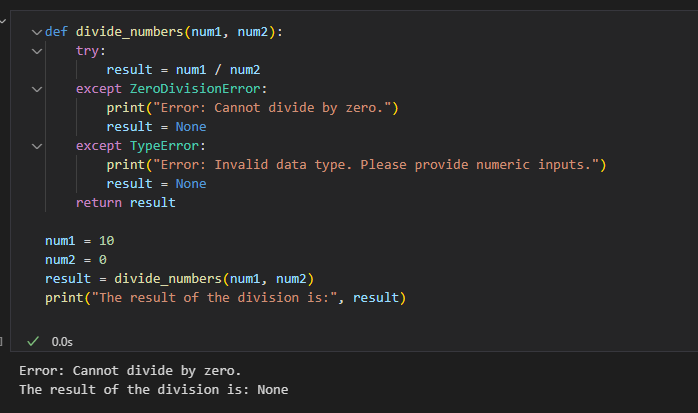 def divide_numbers(num1, num2):
    try:
        result = num1 / num2
    except ZeroDivisionError:
        print("Error: Cannot divide by zero.")
        result = None
    except TypeError:
        print("Error: Invalid data type. Please provide numeric inputs.")
        result = None
    return result

num1 = 10
num2 = 0
result = divide_numbers(num1, num2)
print("The result of the division is:", result)
0.0s
Error: Cannot divide by zero.
The result of the division is: None